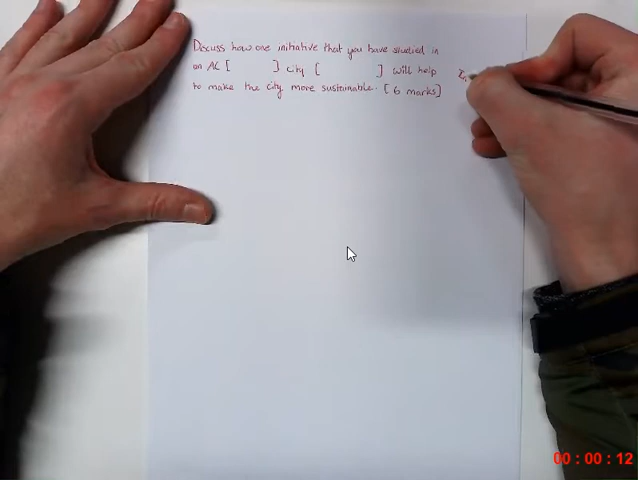 Discuss how one initiative that you have studied in
an AC [ ] city [ ] will help
to make the city more sustainable. [6 marks]
00:00:12